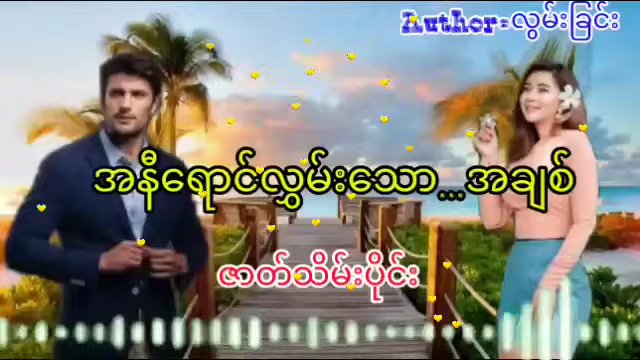 Author-လွမ်းခြင်း
အနီရောင်လွှမ်းသော...အချစ်
ဇာတ်သိမ်းပိုင်း